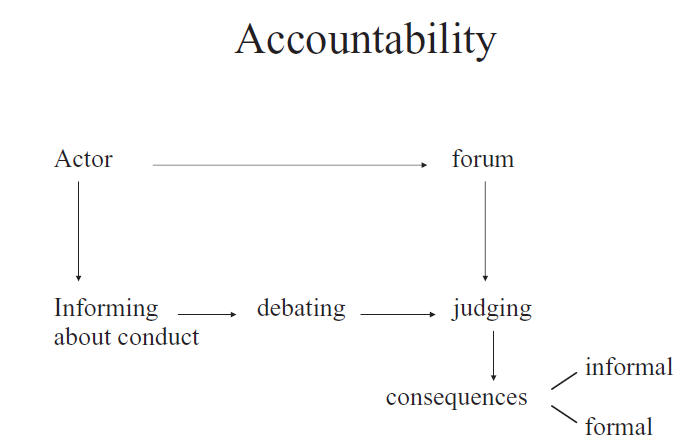 Accountability
Actor
forum
Informing
about conduct
debating
judging
consequences
informal
formal